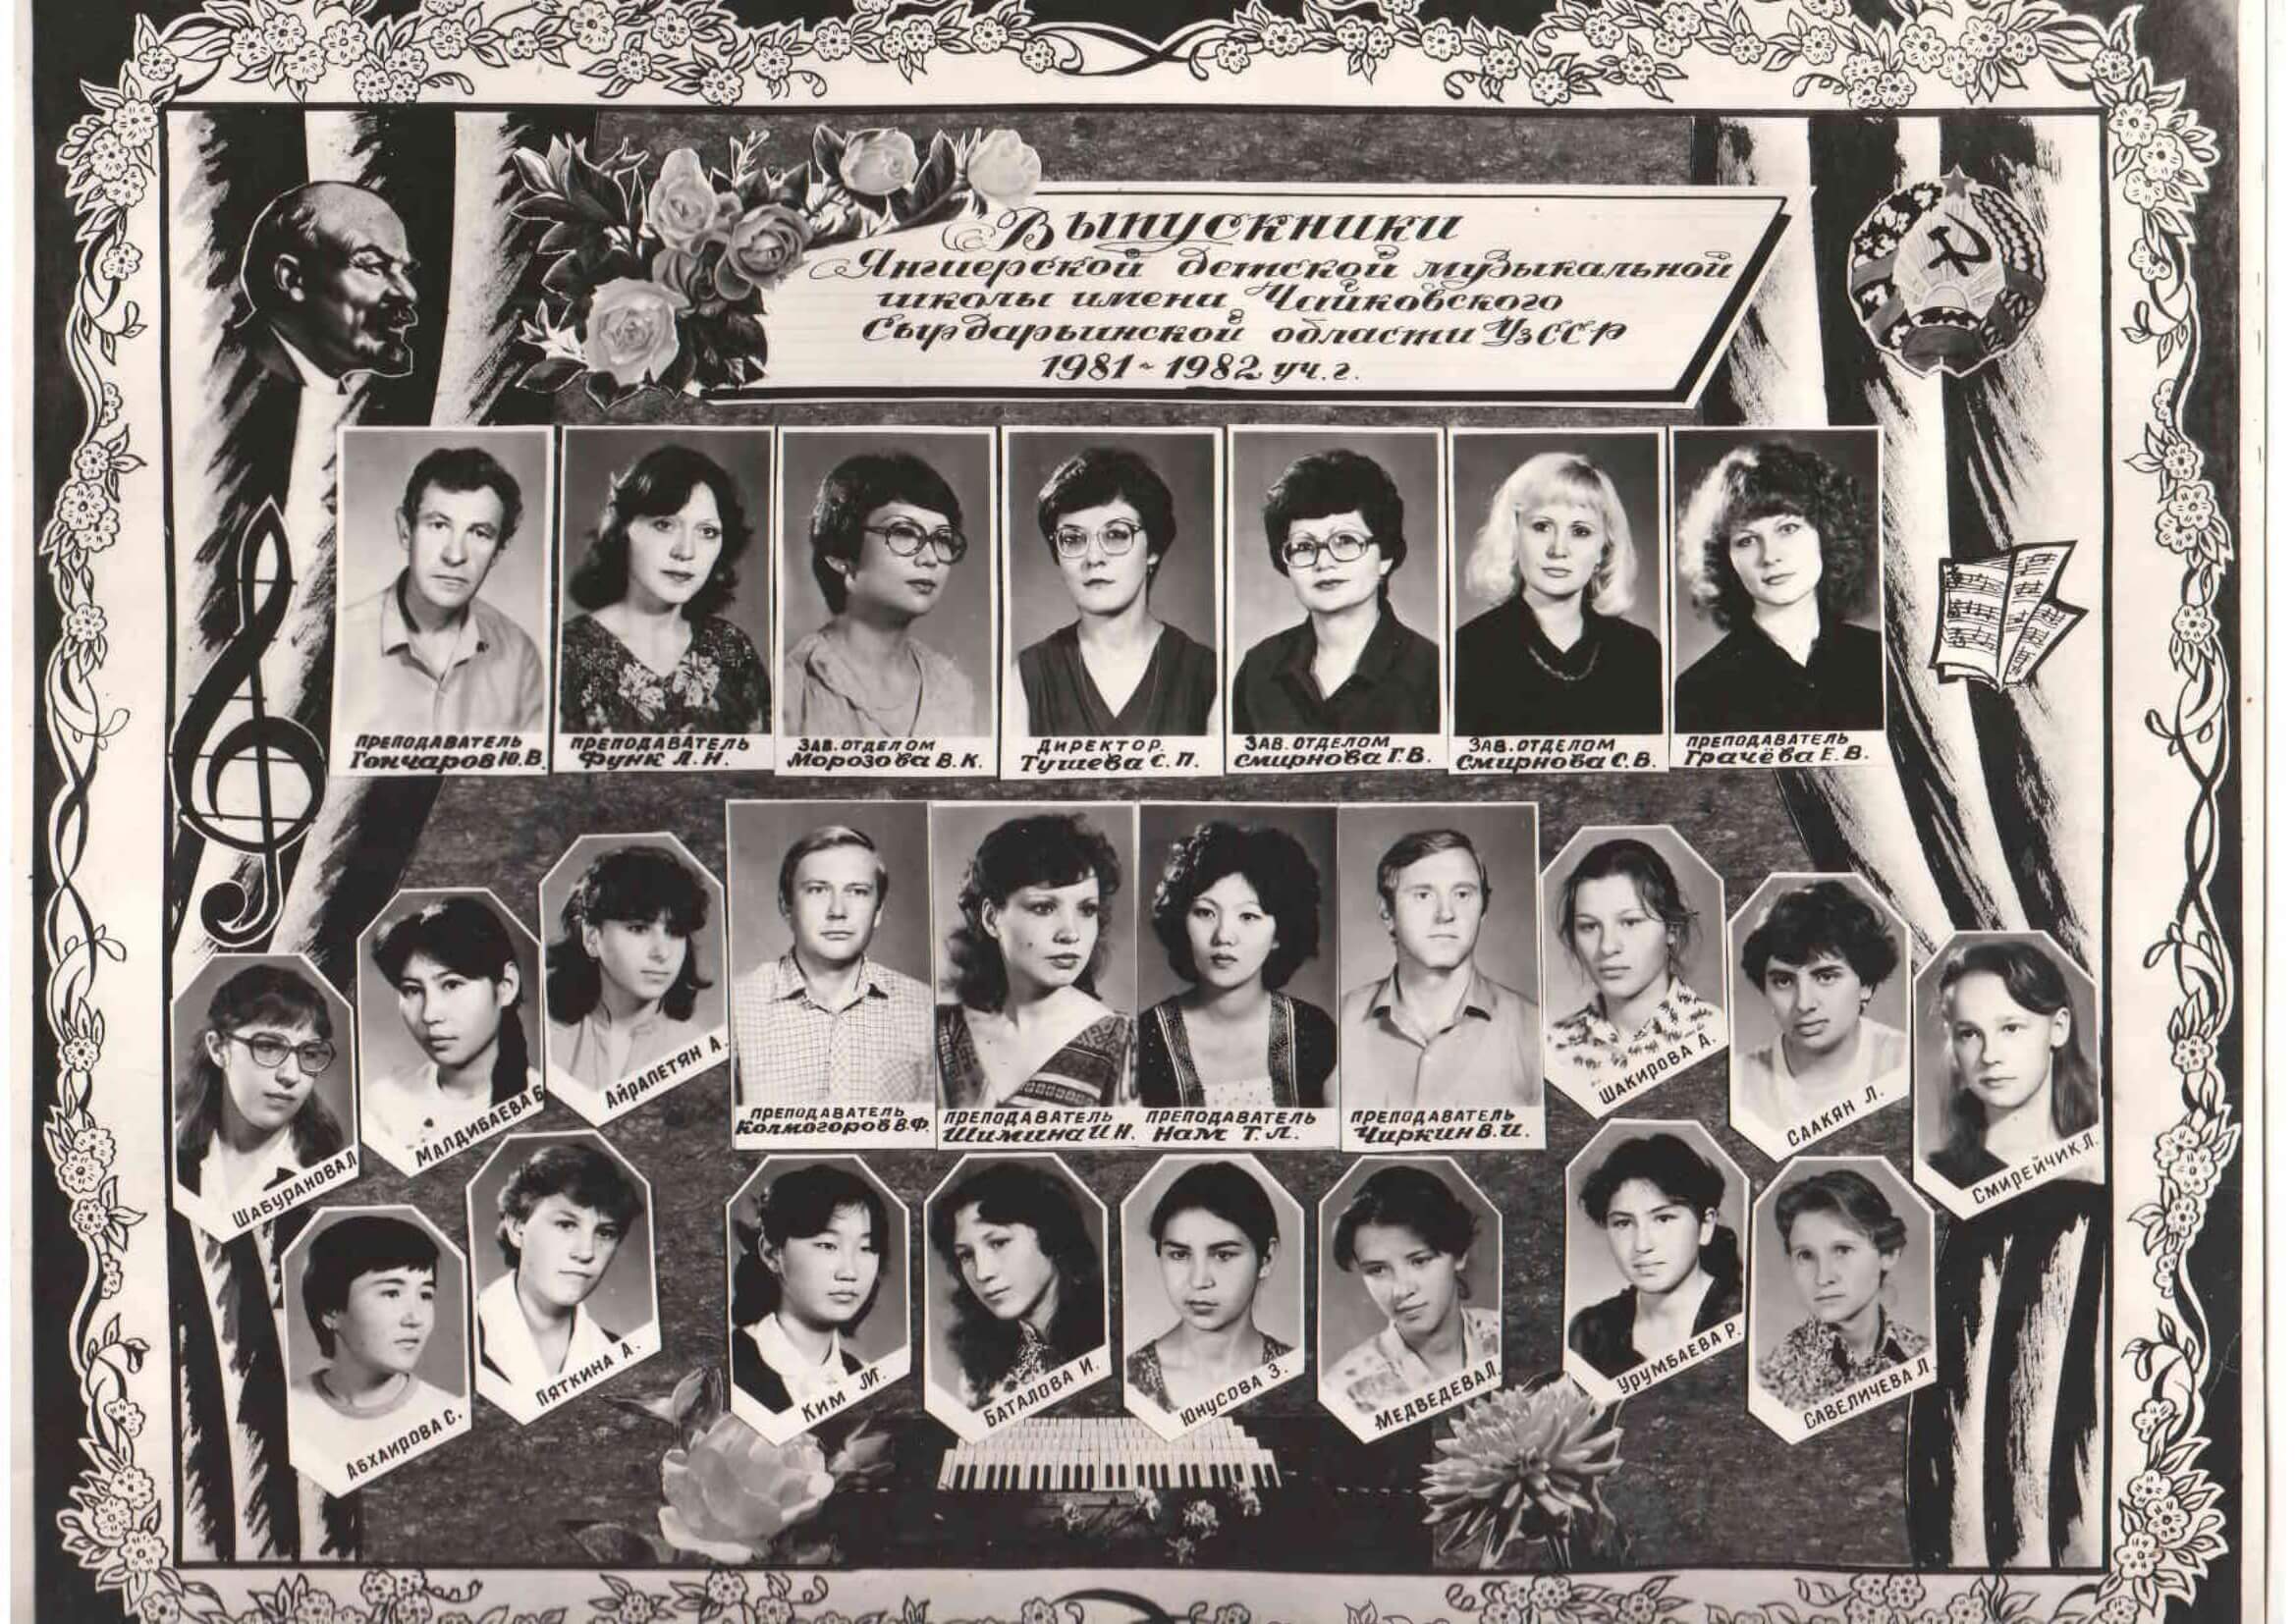 Выпускники
Янгиерской детской музыкальной
школы имени Чайковского
Сырдарьинской области УзССР
1981-1982 уч. г.
ПРЕПОДАВАТЕЛЬ
Гончаров Ю.В.
ПРЕПОДАВАТЕЛЬ
Функ Л.Н.
ЗАВ. ОТДЕЛОМ
Морозова В.К.
ДИРЕКТОР
Тушева С.П.
ЗАВ. ОТДЕЛОМ
Смирнова Г.В.
ЗАВ. ОТДЕЛОМ
Смирнова С.В.
ПРЕПОДАВАТЕЛЬ
Грачёва Е.В.
ПРЕПОДАВАТЕЛЬ
Колмогоров В.Ф.
ПРЕПОДАВАТЕЛЬ
Шишина И.Н.
ПРЕПОДАВАТЕЛЬ
Нам Т.Л.
ПРЕПОДАВАТЕЛЬ
Чиркин В.И.
ШАБУРАНОВА Л
МАЛДИБАЕВА Б
АЙРАПЕТЯН А.
ШАКИРОВА А.
СААКЯН Л.
СМИРЕЙЧИК Л.
АБХАИРОВА С.
ПЯТКИНА А.
КИМ Л.
БАТАЛОВА И.
ЮНУСОВА З.
МЕДВЕДЕВА Л.
УРУМБАЕВА Р.
САВЕЛИЧЕВА Л.